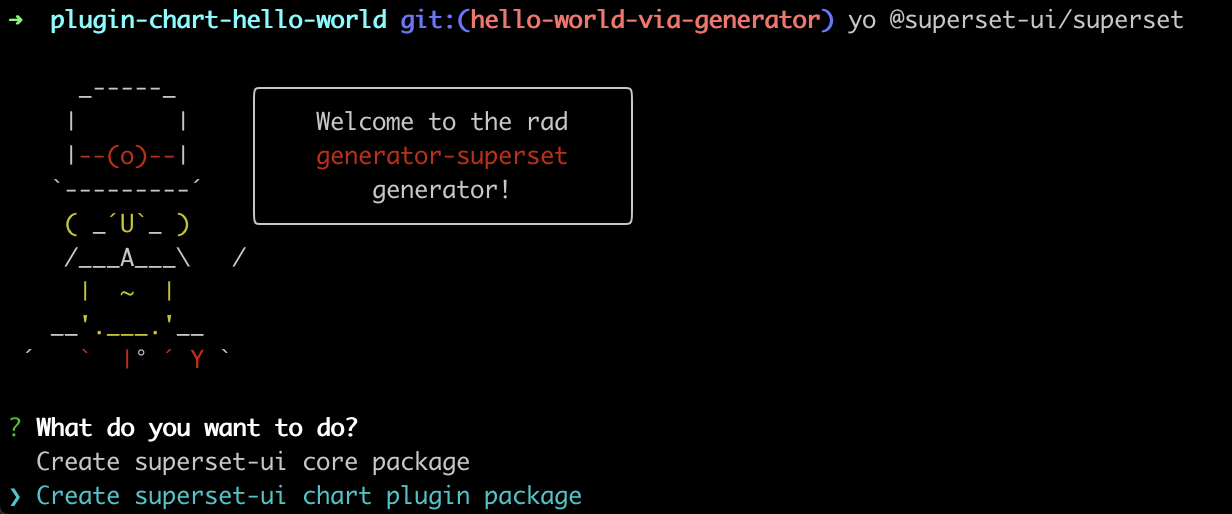 ➜  plugin-chart-hello-world git:(hello-world-via-generator) yo @superset-ui/superset
     _-----_
    |       |
    |--(o)--|
   `---------´
    ( _´U`_ )
    /___A___\   /
     |  ~  |
   __'.___.'__
 ´   `  |° ´ Y `
Welcome to the rad
generator-superset
generator!
? What do you want to do?
  Create superset-ui core package
❯ Create superset-ui chart plugin package